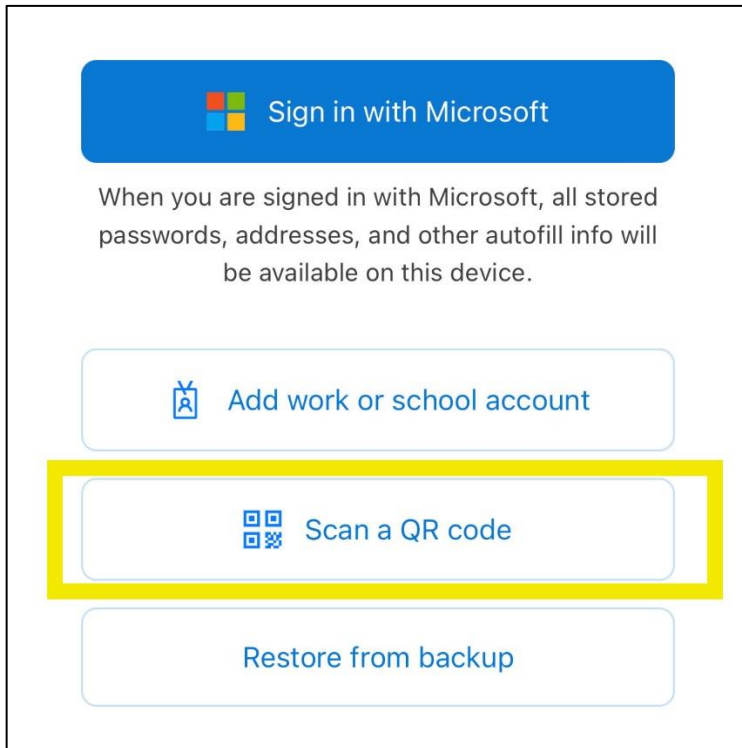 Sign in with Microsoft
When you are signed in with Microsoft, all stored
passwords, addresses, and other autofill info will
be available on this device.
Add work or school account
Scan a QR code
Restore from backup